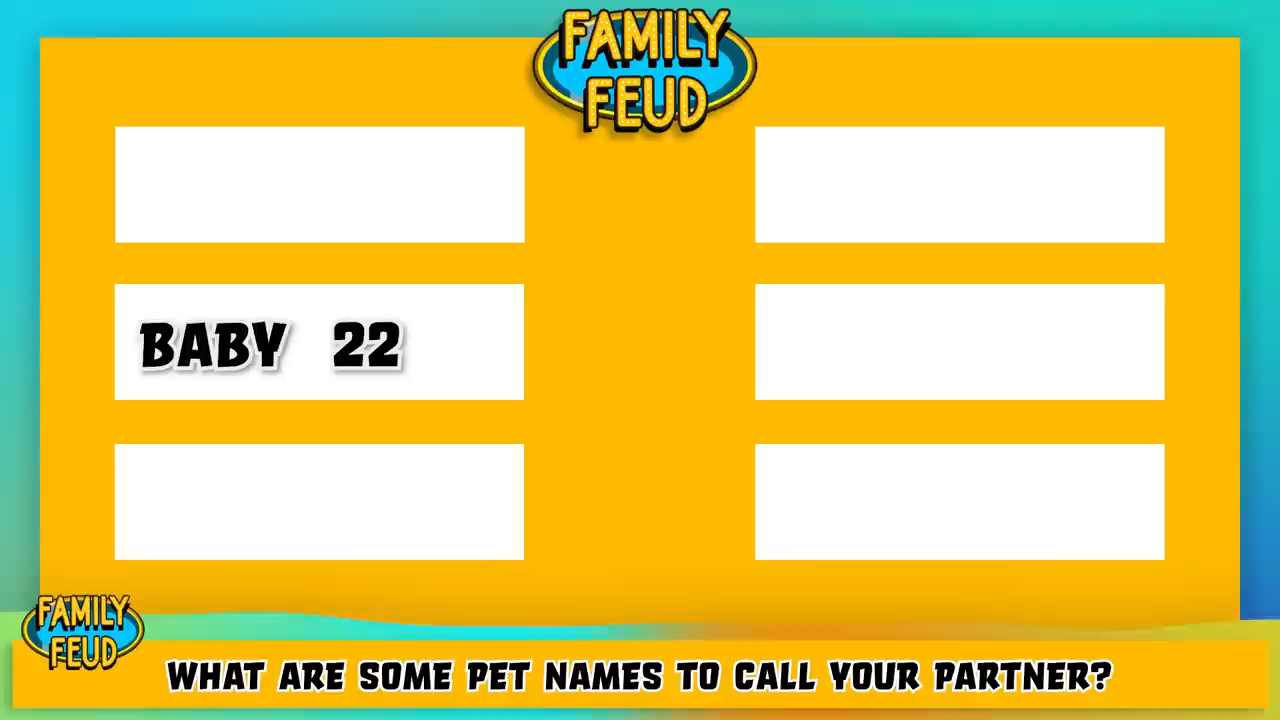 FAMILY
FEUD
BABY 22
FAMILY
FEUD
WHAT ARE SOME PET NAMES TO CALL YOUR PARTNER?